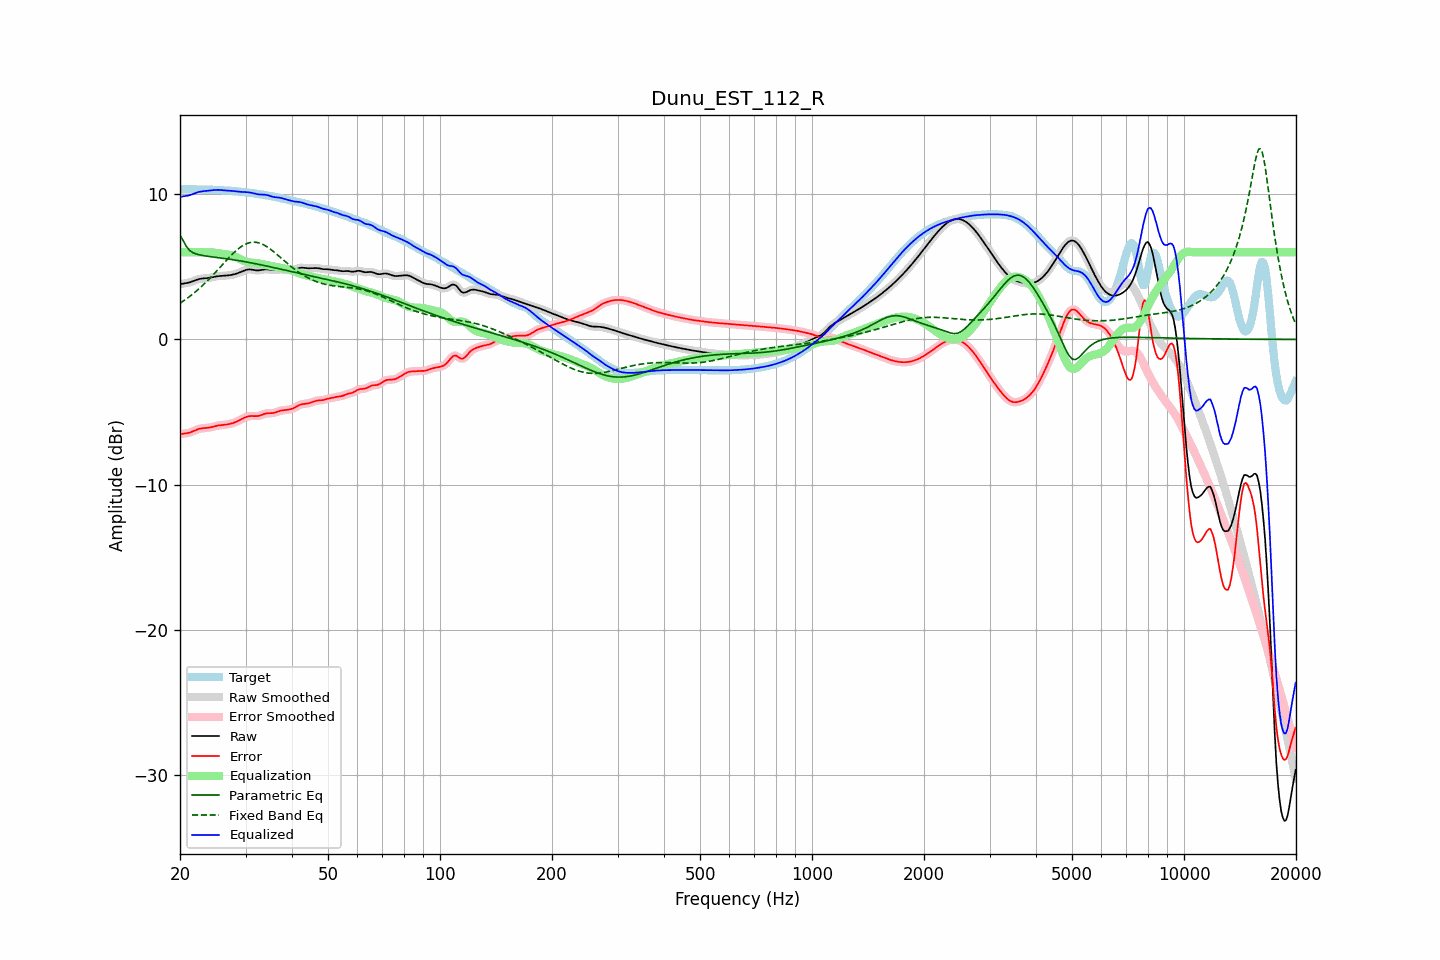 Dunu_EST_112_R
Amplitude (dBr)
10
0
−10
−20
−30
Target
Raw Smoothed
Error Smoothed
Raw
Error
Equalization
Parametric Eq
Fixed Band Eq
Equalized
20 50 100 200 500 1000 2000 5000 10000 20000
Frequency (Hz)